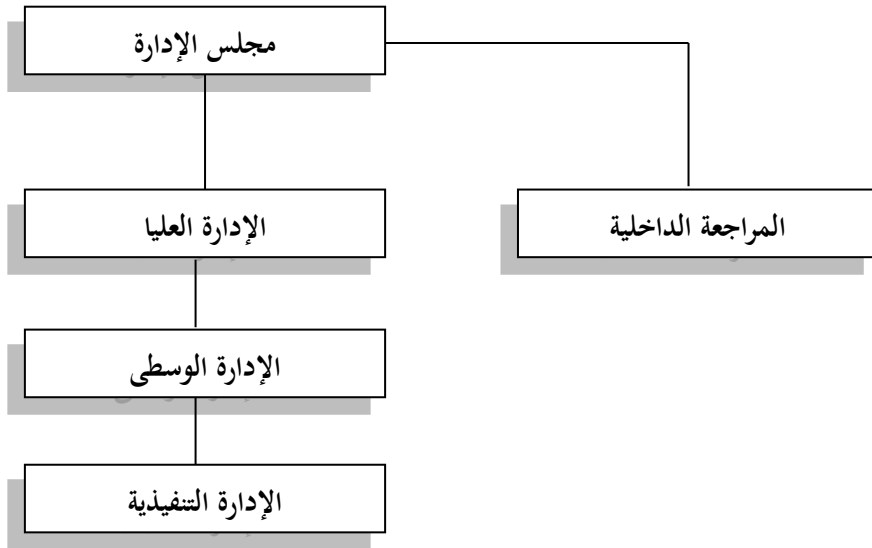 مجلس الإدارة
الإدارة العليا
المراجعة الداخلية
الإدارة الوسطى
الإدارة التنفيذية